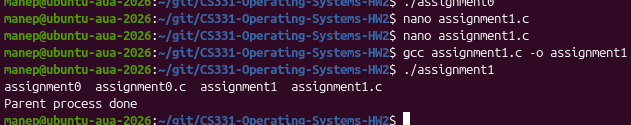 manep@ubuntu-aua-2026:~/git/CS331-Operating-Systems-HW2$ ./assignment0
manep@ubuntu-aua-2026:~/git/CS331-Operating-Systems-HW2$ nano assignment1.c
manep@ubuntu-aua-2026:~/git/CS331-Operating-Systems-HW2$ nano assignment1.c
manep@ubuntu-aua-2026:~/git/CS331-Operating-Systems-HW2$ gcc assignment1.c -o assignment1
manep@ubuntu-aua-2026:~/git/CS331-Operating-Systems-HW2$ ./assignment1
assignment0  assignment0.c  assignment1  assignment1.c
Parent process done
manep@ubuntu-aua-2026:~/git/CS331-Operating-Systems-HW2$